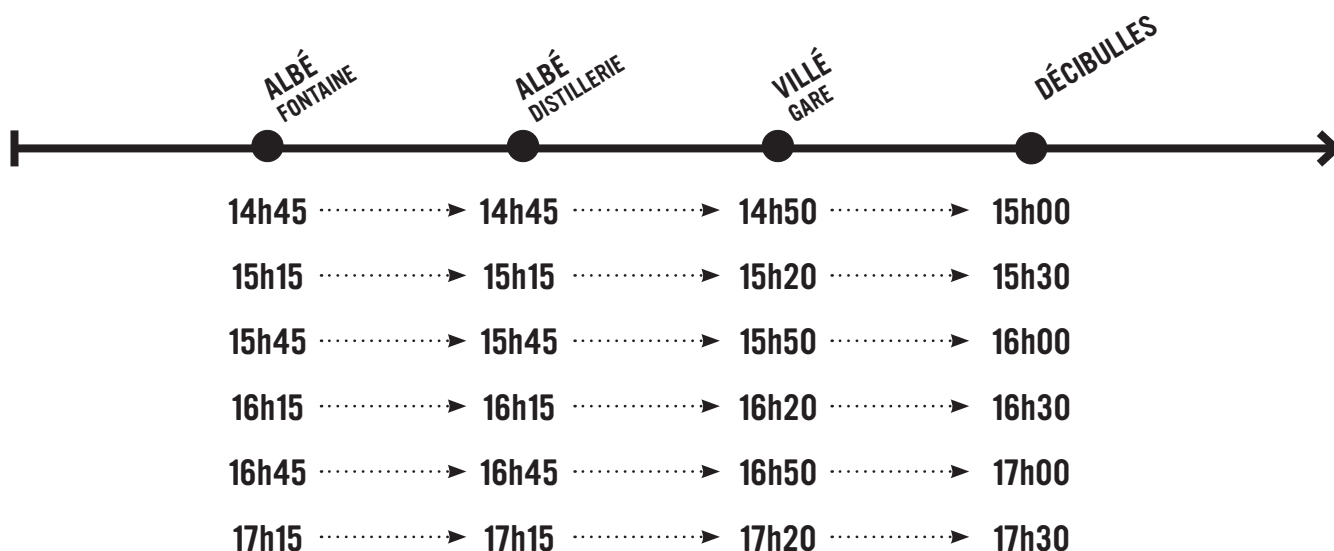 ALBÉ
FONTAINE
ALBÉ
DISTILLERIE
VILLÉ
GARE
DÉCIBULLES
14h45 14h45 14h50 15h00
15h15 15h15 15h20 15h30
15h45 15h45 15h50 16h00
16h15 16h15 16h20 16h30
16h45 16h45 16h50 17h00
17h15 17h15 17h20 17h30